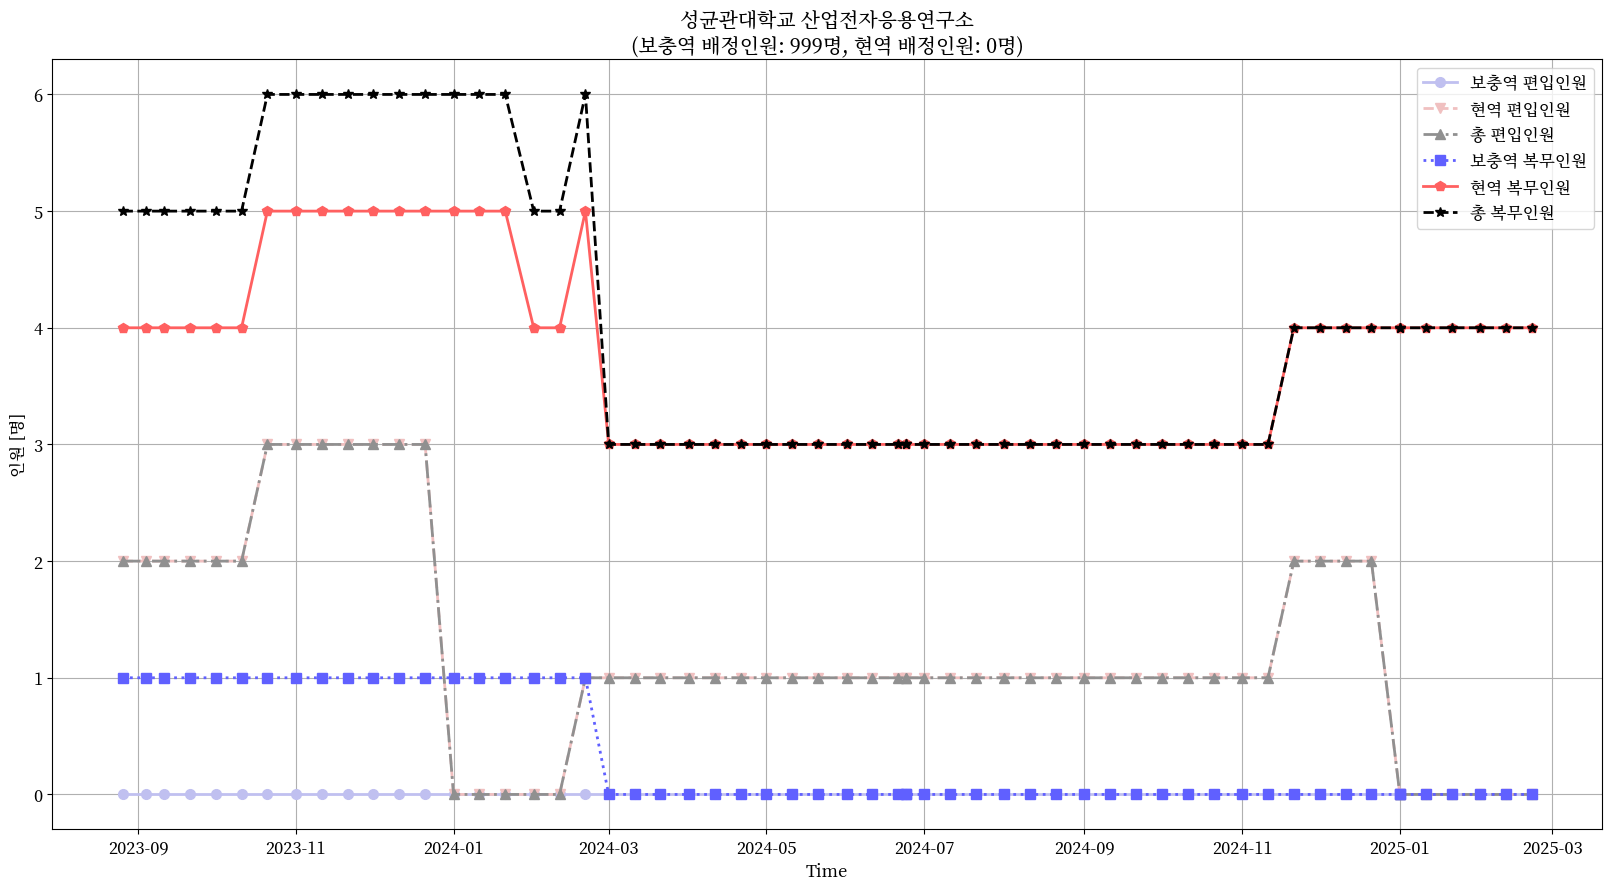 성균관대학교 산업전자응용연구소
(보충역 배정인원: 999명, 현역 배정인원: 0명)
보충역 편입인원
현역 편입인원
총 편입인원
보충역 복무인원
현역 복무인원
총 복무인원
인원 [명]
6
5
4
3
2
1
0
2023-09
2023-11
2024-01
2024-03
2024-05
2024-07
2024-09
2024-11
2025-01
2025-03
Time